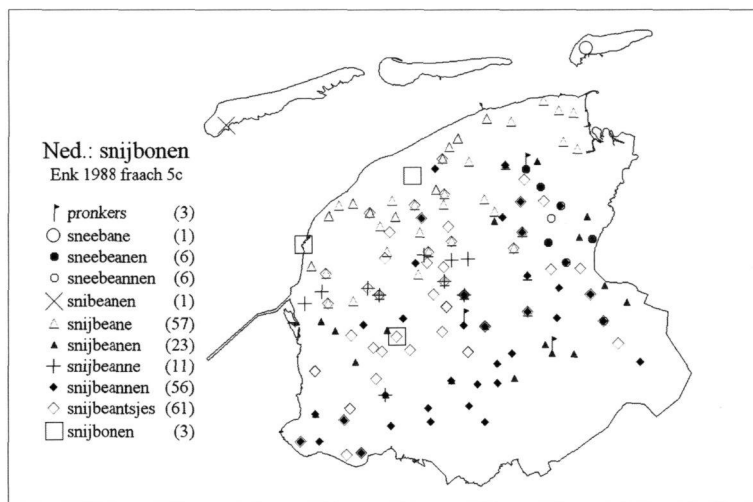 Ned.: snijbonen
Enk 1988 fraach 5c
pronkers (3)
sneebane (1)
sneebeanen (6)
sneebeannen (6)
snibeanen (1)
snijbeane (57)
snijbeanen (23)
snijbeanne (11)
snijbeannen (56)
snijbeantsjes (61)
snijbonen (3)